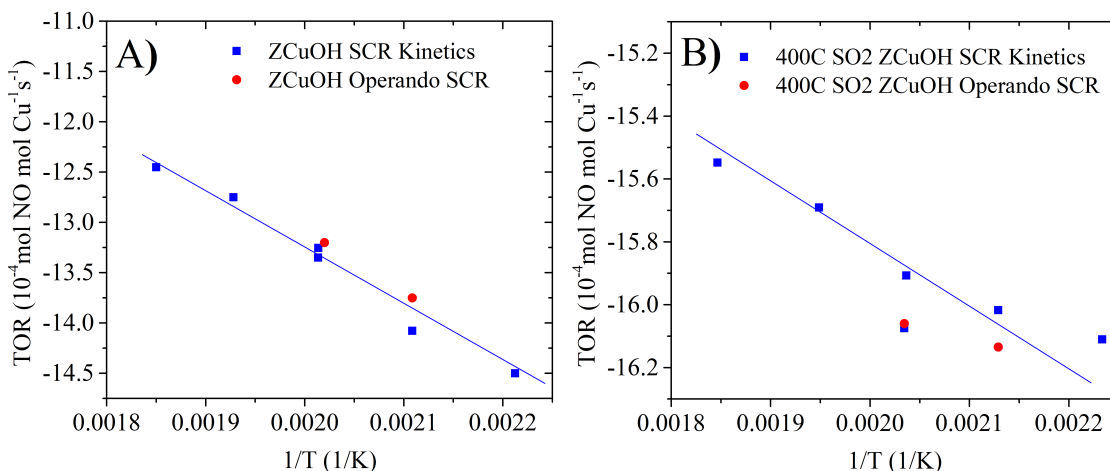 A)
ZCuOH SCR Kinetics
ZCuOH Operando SCR
-11.0
-11.5
-12.0
-12.5
-13.0
-13.5
-14.0
-14.5
TOR (10⁻⁴mol NO mol Cu⁻¹s⁻¹)
0.0018 0.0019 0.0020 0.0021 0.0022
1/T (1/K)
B)
400C SO2 ZCuOH SCR Kinetics
400C SO2 ZCuOH Operando SCR
-15.2
-15.4
-15.6
-15.8
-16.0
-16.2
TOR (10⁻⁴mol NO mol Cu⁻¹s⁻¹)
0.0018 0.0019 0.0020 0.0021 0.0022
1/T (1/K)